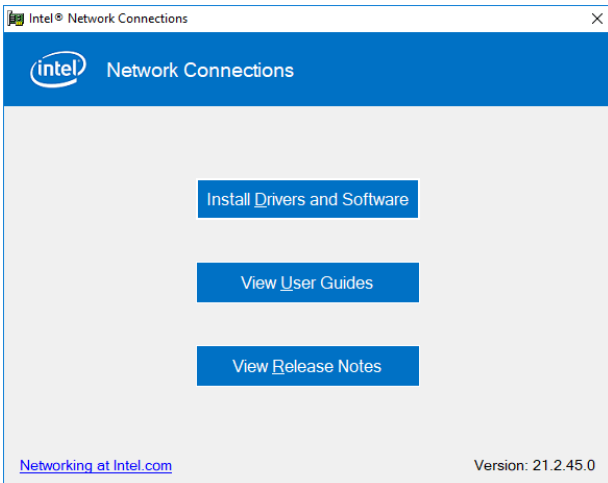 Intel® Network Connections
intel
Network Connections
Install Drivers and Software
View User Guides
View Release Notes
Networking at Intel.com
Version: 21.2.45.0